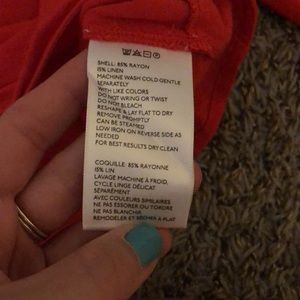 SHELL: 85% RAYON
15% LINEN
MACHINE WASH COLD GENTLE
SEPARATELY
WITH LIKE COLORS
DO NOT WRING OR TWIST
DO NOT BLEACH
RESHAPE & LAY FLAT TO DRY
REMOVE PROMPTLY
CAN BE DRY CLEANED
LOW IRON ON REVERSE SIDE AS
NEEDED
FOR BEST RESULTS DRY CLEAN
COQUILLE: 85% RAYONNE
15% LIN
LAVAGE MACHINE À FROID,
CYCLE LINGE DÉLICAT
SÉPARÉMENT
AVEC COULEURS SIMILAIRES
NE PAS ESSORER OU TORDRE
NE PAS BLANCHIR
REMODELER ET SÉCHER À PLAT